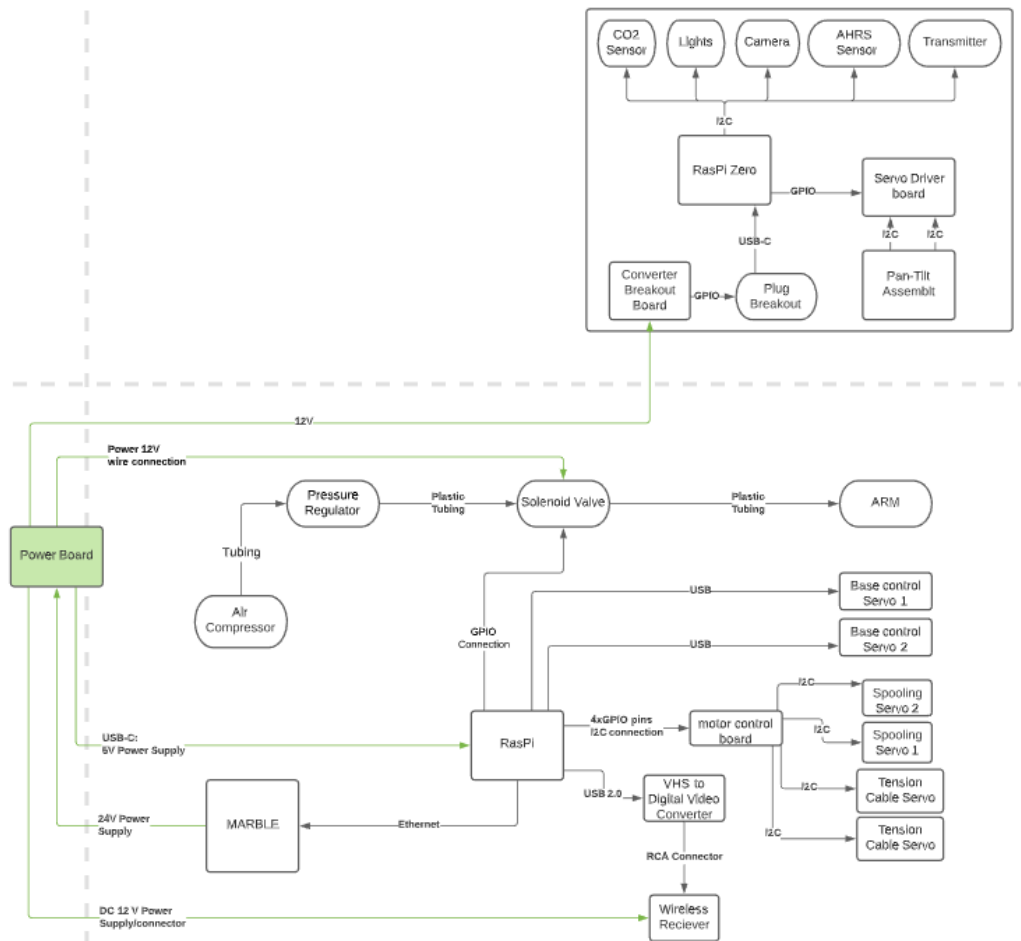 CO2
Sensor
Lights
Camera
AHRS
Sensor
Transmitter
I2C
RasPi Zero
GPIO
Servo Driver
board
USB-C
I2C
I2C
Converter
Breakout
Board
GPIO
Plug
Breakout
Pan-Tilt
Assemblt
12V
Power 12V
wire connection
Pressure
Regulator
Plastic
Tubing
Solenoid Valve
Plastic
Tubing
ARM
Power Board
Tubing
Air
Compressor
GPIO
Connection
USB
Base control
Servo 1
USB
Base control
Servo 2
USB-C:
5V Power Supply
RasPi
4xGPIO pins
I2C connection
motor control
board
I2C
Spooling
Servo 2
I2C
Spooling
Servo 1
I2C
Tension
Cable Servo
I2C
Tension
Cable Servo
USB 2.0
VHS to
Digital Video
Converter
24V Power
Supply
MARBLE
Ethernet
RCA Connector
DC 12 V Power
Supply/connector
Wireless
Reciever